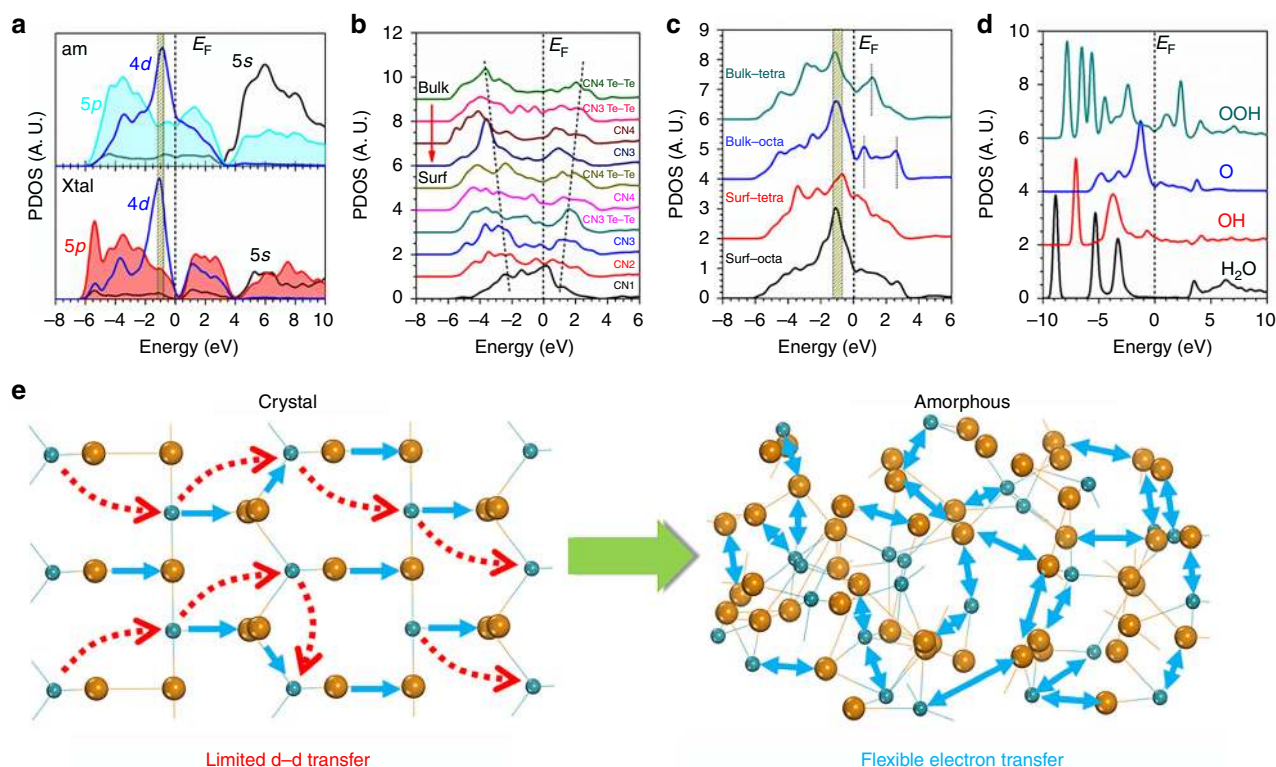 a
am
4d
E_F
5s
5p
Xtal
4d
5p
5s
PDOS (A. U.)
PDOS (A. U.)
−8 −6 −4 −2 0 2 4 6 8 10
Energy (eV)
b
E_F
12
10
8
6
4
2
0
Bulk
Surf
CN4 Te–Te
CN3 Te–Te
CN4
CN3
CN4 Te–Te
CN4
CN3 Te–Te
CN3
CN2
CN1
PDOS (A. U.)
−8 −6 −4 −2 0 2 4 6
Energy (eV)
c
E_F
9
8
7
6
5
4
3
2
1
0
Bulk–tetra
Bulk–octa
Surf–tetra
Surf–octa
PDOS (A. U.)
−8 −6 −4 −2 0 2 4 6
Energy (eV)
d
E_F
10
8
6
4
2
0
OOH
O
OH
H₂O
PDOS (A. U.)
−10 −5 0 5 10
Energy (eV)
e
Crystal
Amorphous
Limited d–d transfer
Flexible electron transfer